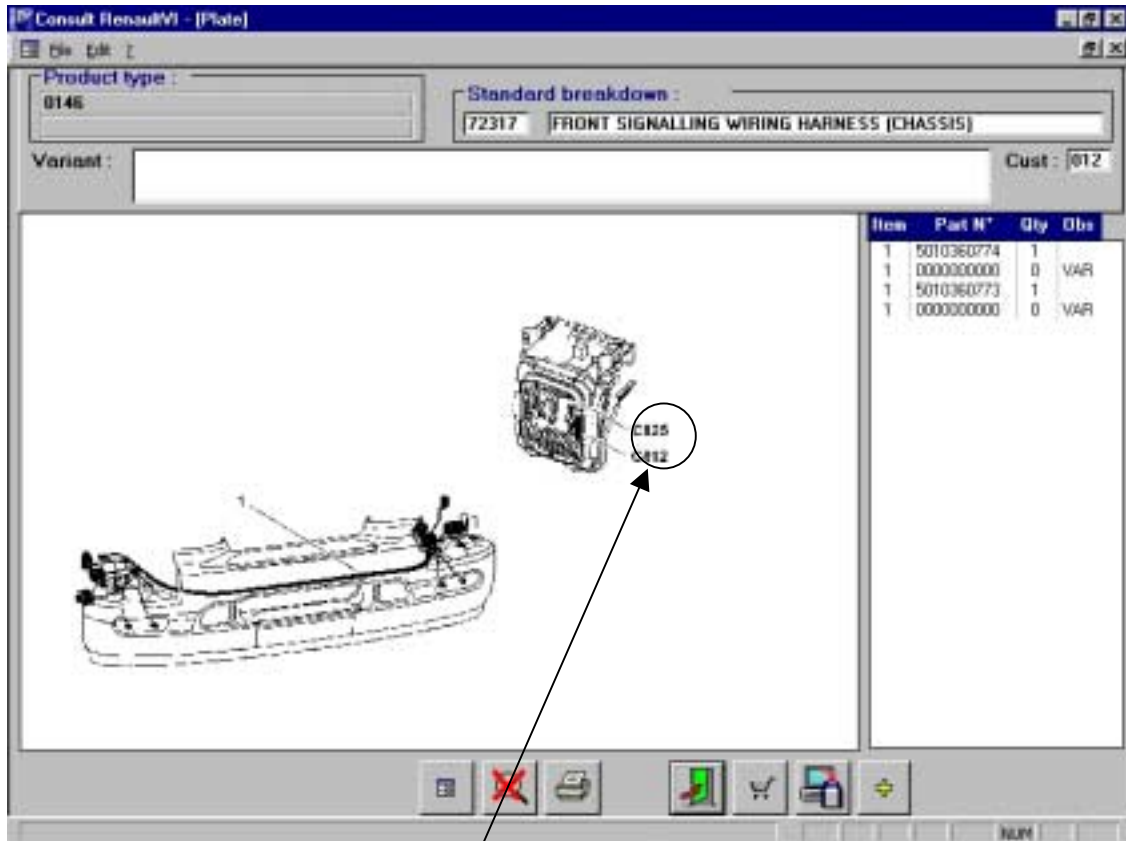 Consult RenaultVI - [Plate]
Edit
Product type :
0146
Standard breakdown :
72317 FRONT SIGNALLING WIRING HARNESS (CHASSIS)
Variant :
Cust : 012
Item Part N° Qty Obs
1 5010360774 1
1 0000000000 0 VAR
1 5010360773 1
1 0000000000 0 VAR
C825
C812
1
NUM